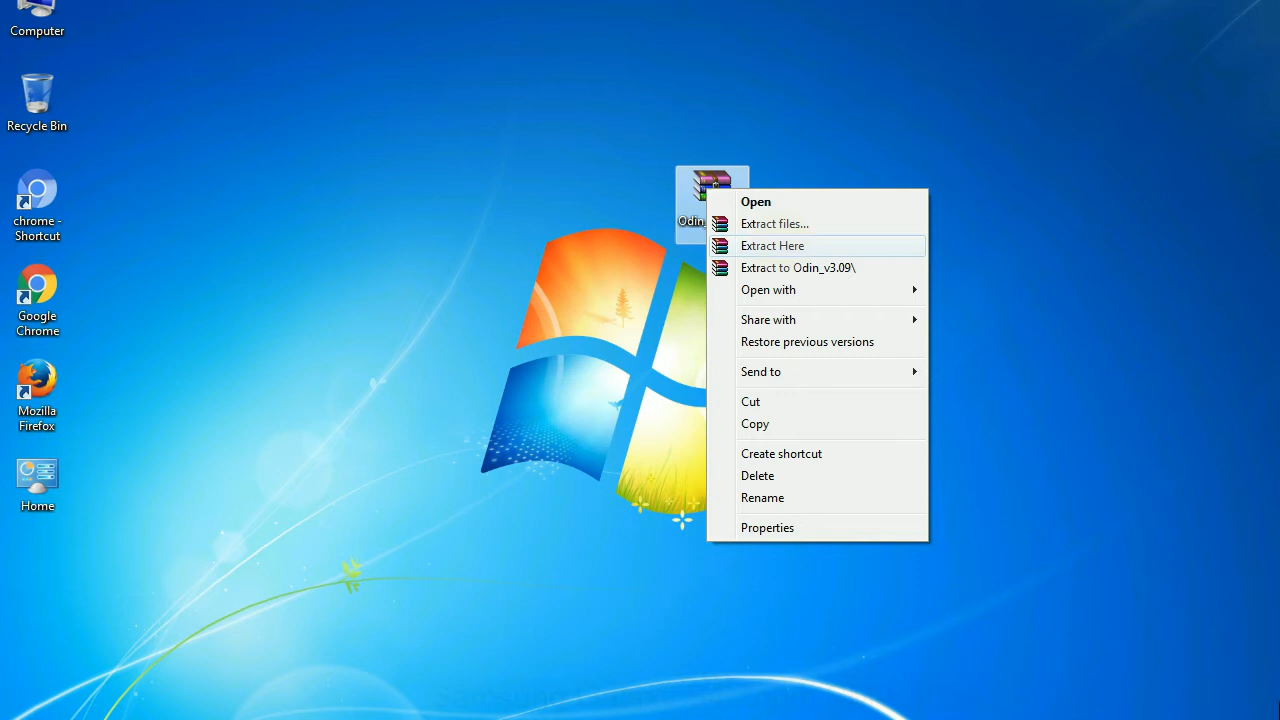 Computer
Recycle Bin
chrome -
Shortcut
Google
Chrome
Mozilla
Firefox
Home
Odin_
Open
Extract files...
Extract Here
Extract to Odin_v3.09\
Open with
Share with
Restore previous versions
Send to
Cut
Copy
Create shortcut
Delete
Rename
Properties